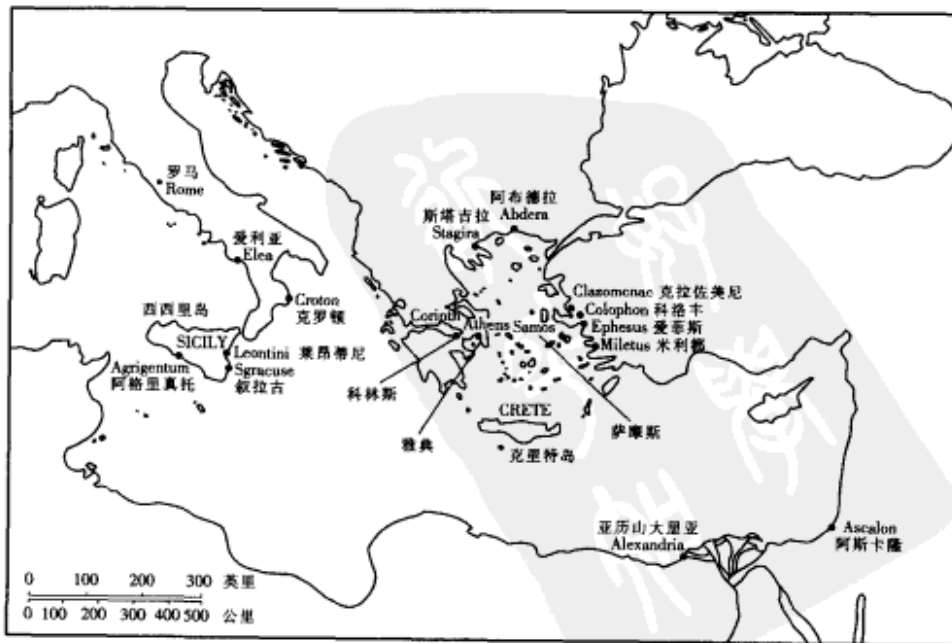 罗马
Rome
爱利亚
Elea
阿布德拉
Abdera
斯塔吉拉
Stagira
西西里岛
SICILY
Croton
克罗顿
Leontini 莱昂蒂尼
Sgracuse
叙拉古
Agrigentum
阿格里真托
Corinth
科林斯
Athens
雅典
Samos
萨摩斯
Clazomenae 克拉佐美尼
Colophon 科洛丰
Ephesus 爱菲斯
Miletus 米利都
CRETE
克里特岛
亚历山大里亚
Alexandria
Ascalon
阿斯卡隆
0 100 200 300 英里
0 100 200 300 400 500 公里